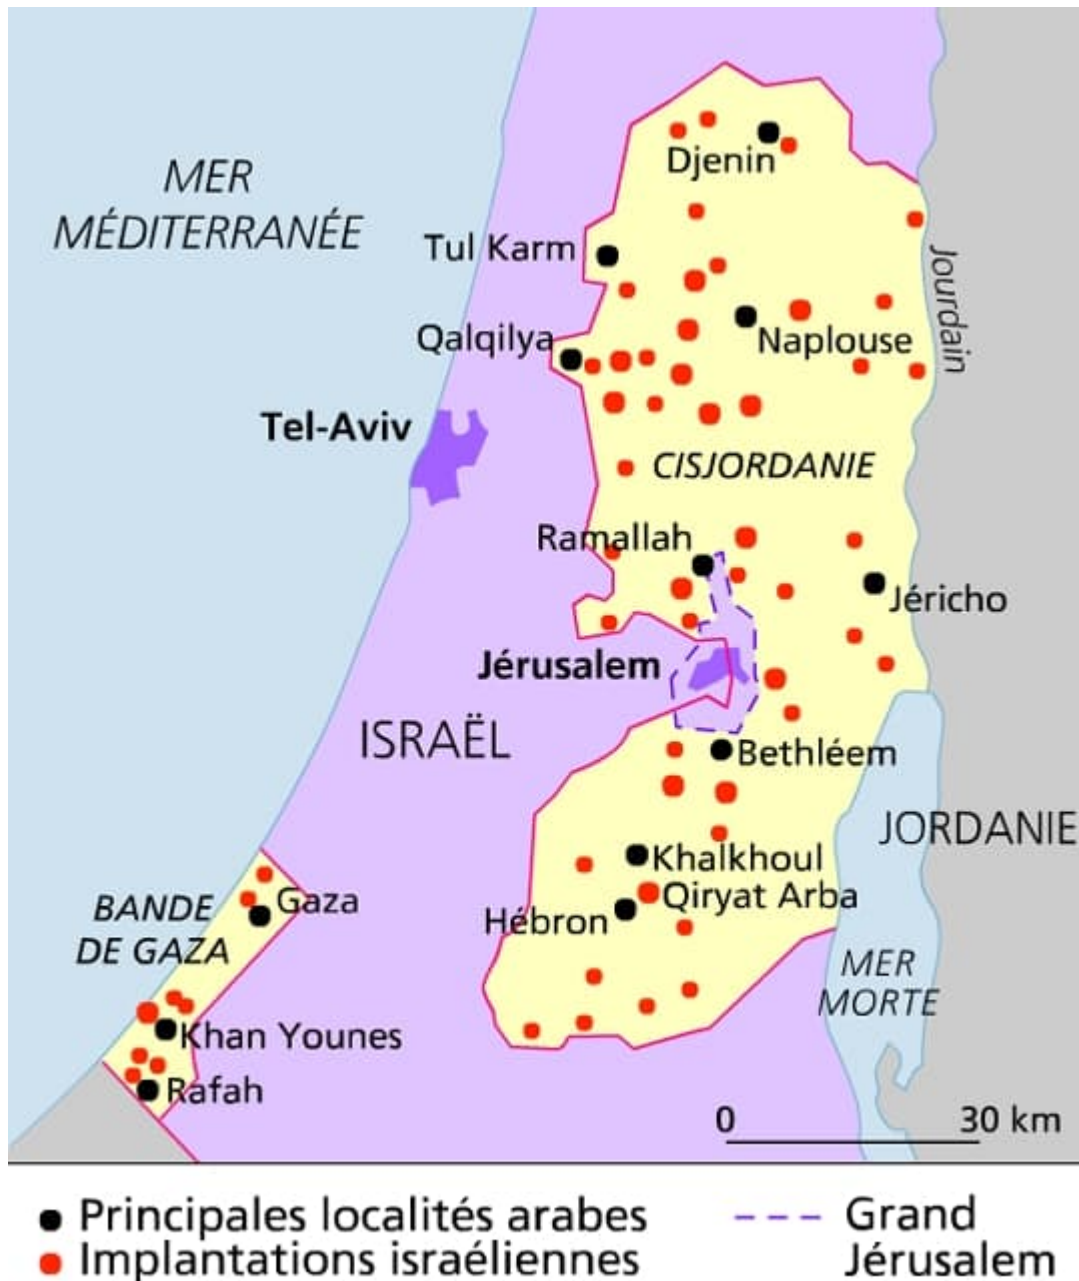 MER
MÉDITERRANÉE
Djenin
Tul Karm
Jourdain
Qalqilya
Naplouse
Tel-Aviv
CISJORDANIE
Ramallah
Jéricho
Jérusalem
ISRAËL
Bethléem
JORDANIE
Khalkhoul
Qiryat Arba
Hébron
BANDE
DE GAZA
Gaza
MER
MORTE
Khan Younes
Rafah
0 30 km
Principales localités arabes
Implantations israéliennes
Grand
Jérusalem